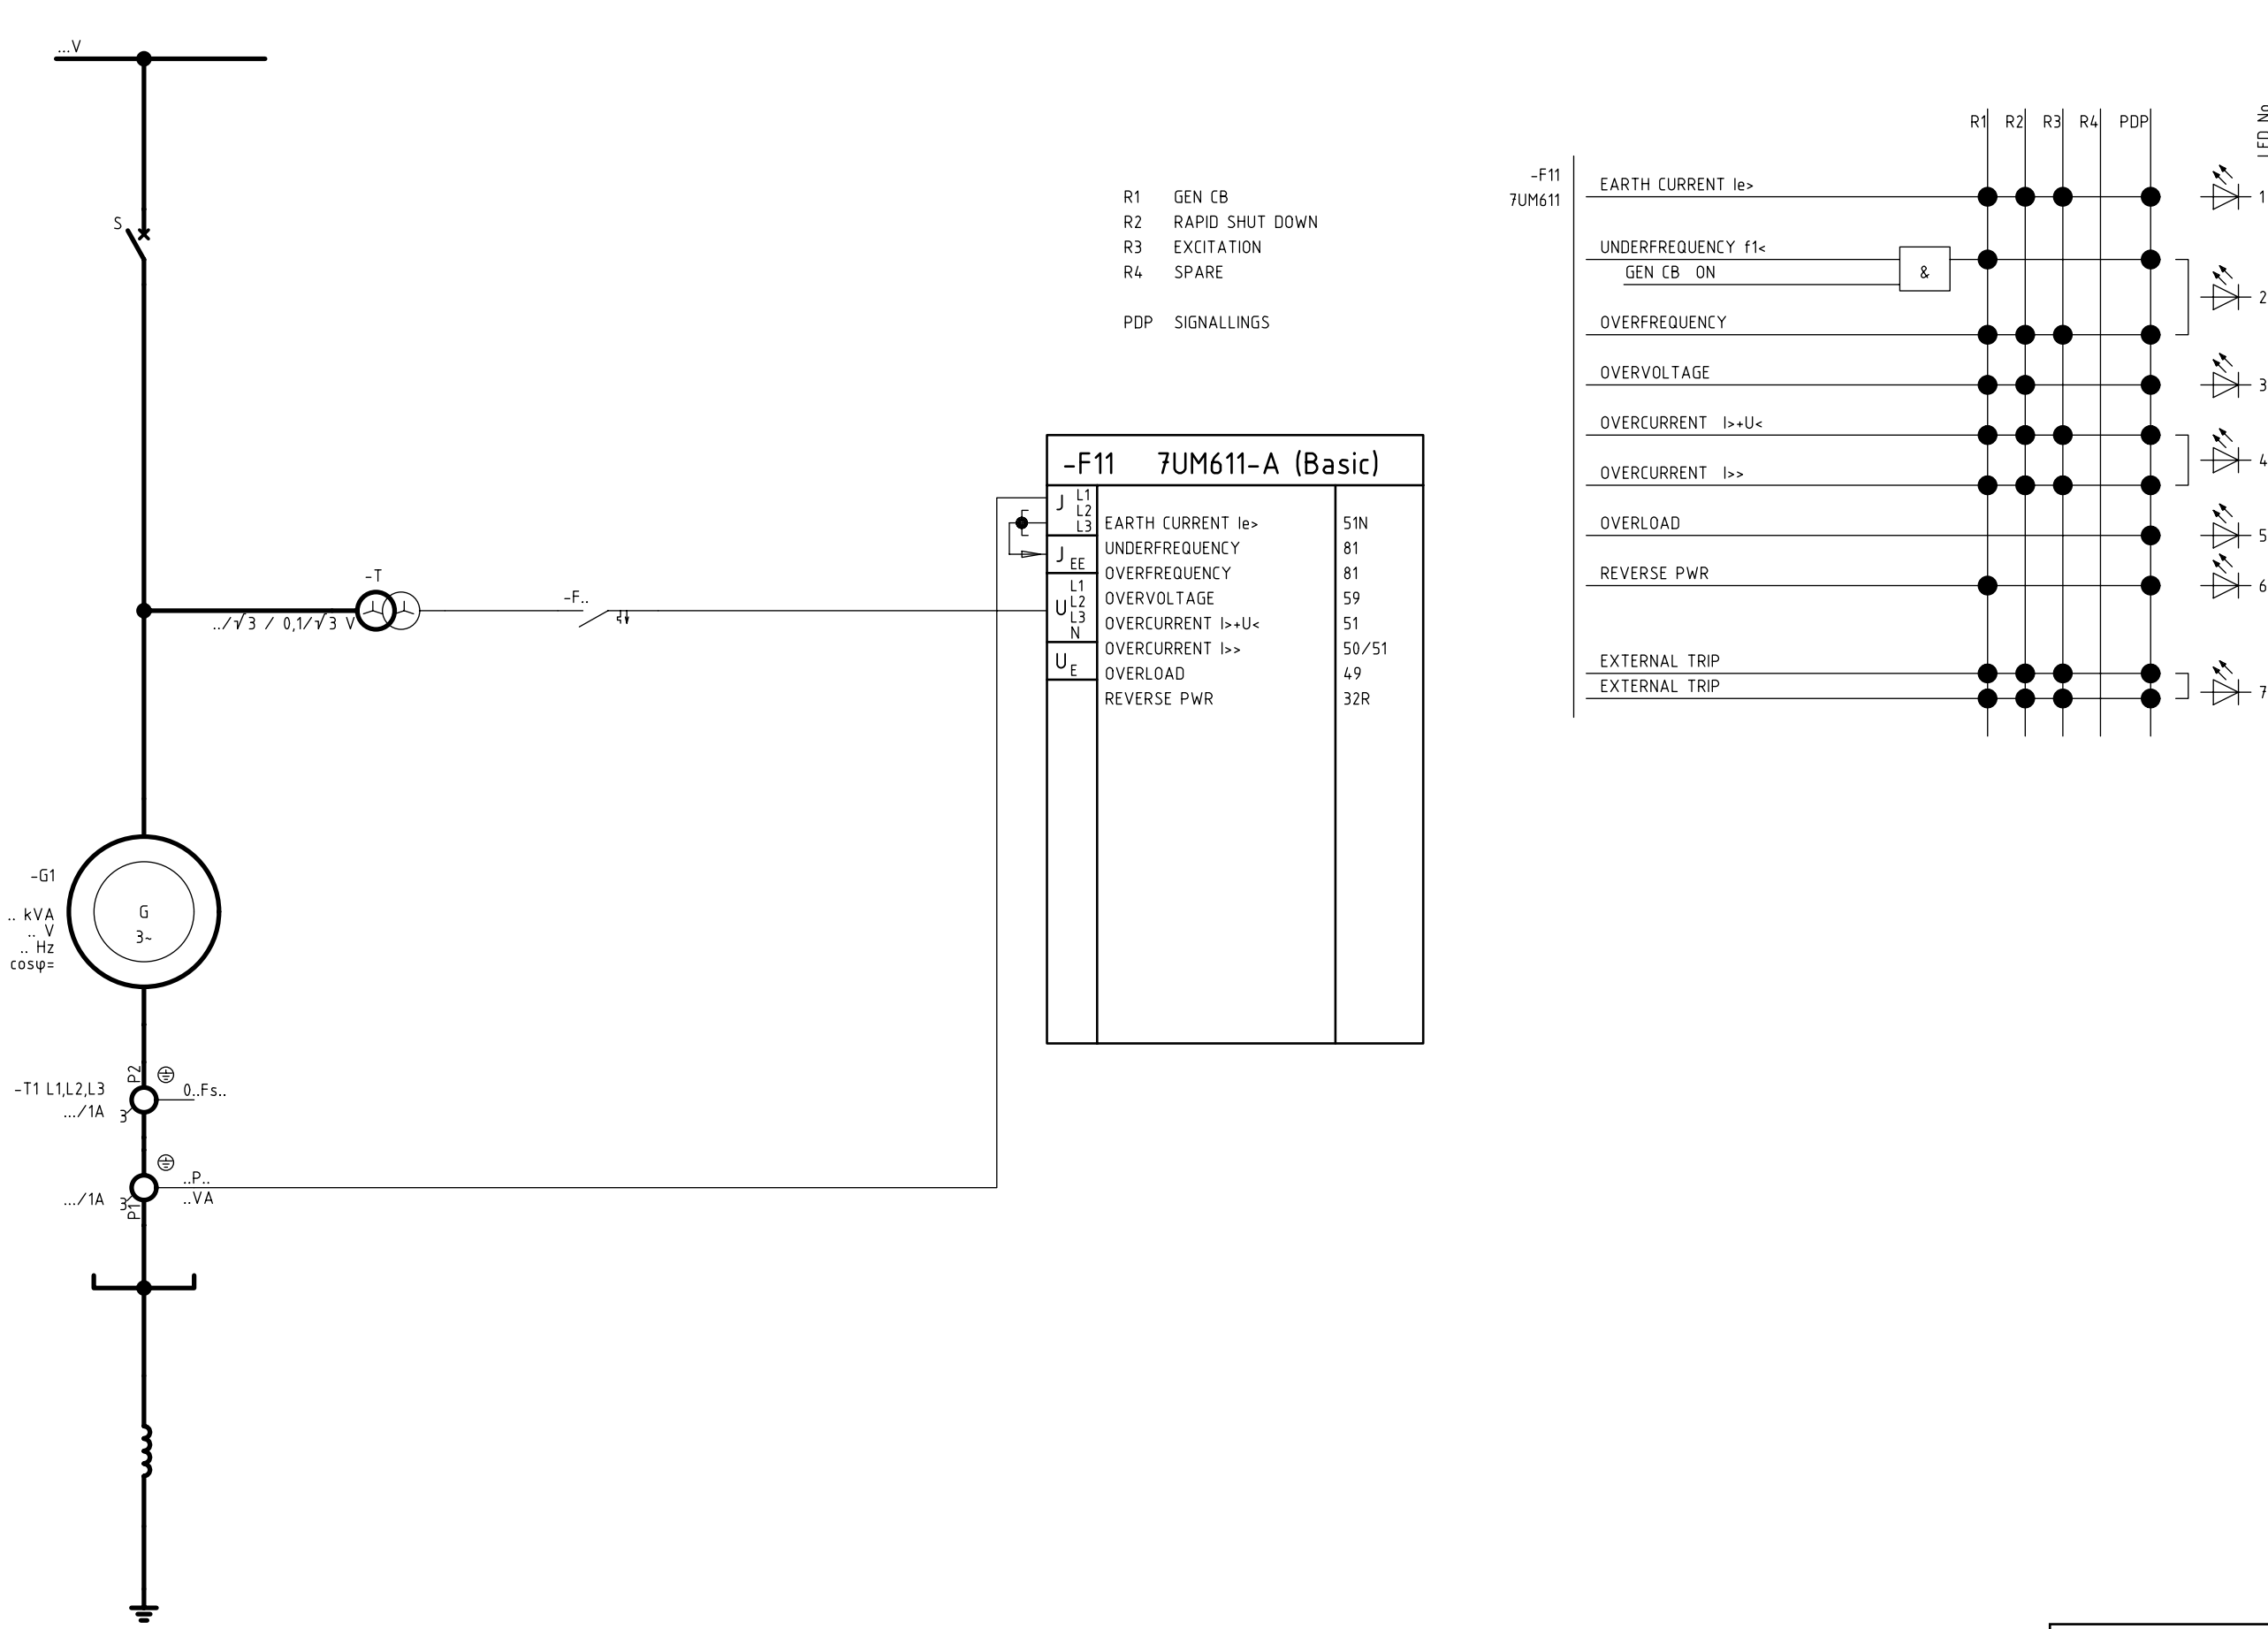 ...V
S
-T
../√3 / 0,1/√3 V
-F..
-G1
.. kVA
.. V
.. Hz
cosφ=
G
3~
P2
-T1 L1,L2,L3
.../1A
3
0..Fs..
..P..
..VA
.../1A
3
P1
R1 GEN CB
R2 RAPID SHUT DOWN
R3 EXCITATION
R4 SPARE
PDP SIGNALLINGS
-F11 7UM611-A (Basic)
J L1
L2
L3
J EE
U L1
L2
L3
N
U E
EARTH CURRENT Ie> 51N
UNDERFREQUENCY 81
OVERFREQUENCY 81
OVERVOLTAGE 59
OVERCURRENT I>+U< 51
OVERCURRENT I>> 50/51
OVERLOAD 49
REVERSE PWR 32R
R1 R2 R3 R4 PDP
LED No
-F11
7UM611
EARTH CURRENT Ie> 1
UNDERFREQUENCY f1<
GEN CB ON & 2
OVERFREQUENCY
OVERVOLTAGE 3
OVERCURRENT I>+U< 4
OVERCURRENT I>>
OVERLOAD 5
REVERSE PWR 6
EXTERNAL TRIP
EXTERNAL TRIP 7